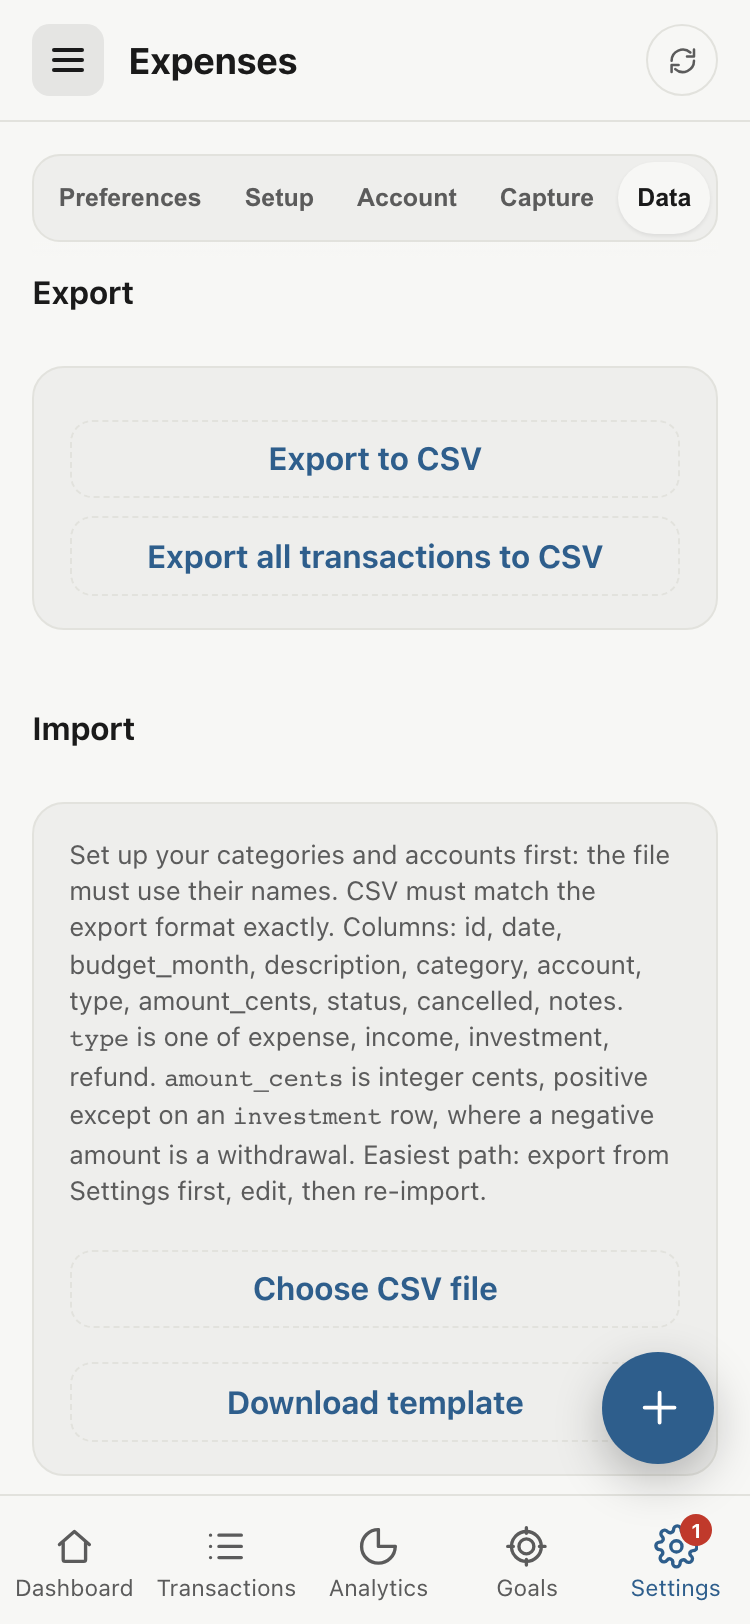 Expenses
Preferences Setup Account Capture Data
Export
Export to CSV
Export all transactions to CSV
Import
Set up your categories and accounts first: the file
must use their names. CSV must match the
export format exactly. Columns: id, date,
budget_month, description, category, account,
type, amount_cents, status, cancelled, notes.
type is one of expense, income, investment,
refund. amount_cents is integer cents, positive
except on an investment row, where a negative
amount is a withdrawal. Easiest path: export from
Settings first, edit, then re-import.
Choose CSV file
Download template
1
Dashboard Transactions Analytics Goals Settings